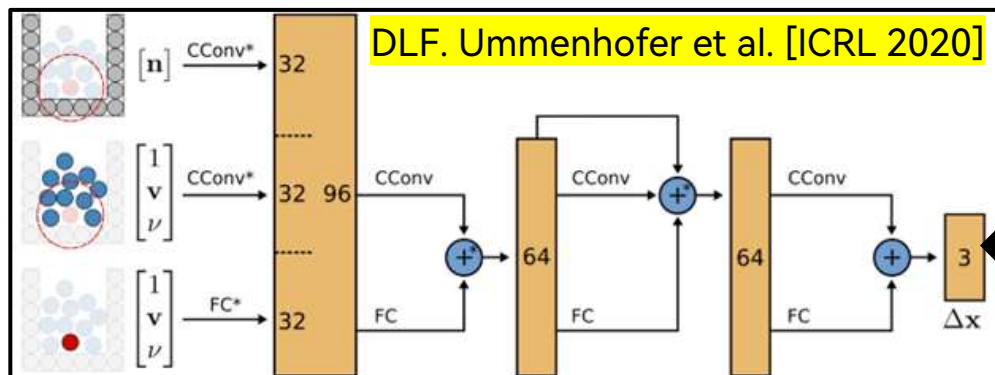 DLF. Ummenhofer et al. [ICRL 2020]
[n] CConv* 32
[1 v ν] CConv* 32 96
[1 v ν] FC* 32
CConv
+*
FC
64
CConv
+*
FC
64
CConv
+
FC
3
Δx